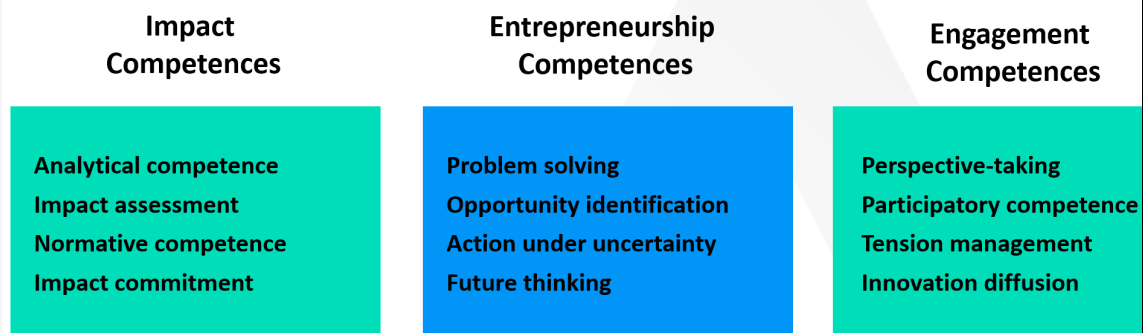 Impact
Competences
Analytical competence
Impact assessment
Normative competence
Impact commitment
Entrepreneurship
Competences
Problem solving
Opportunity identification
Action under uncertainty
Future thinking
Engagement
Competences
Perspective-taking
Participatory competence
Tension management
Innovation diffusion